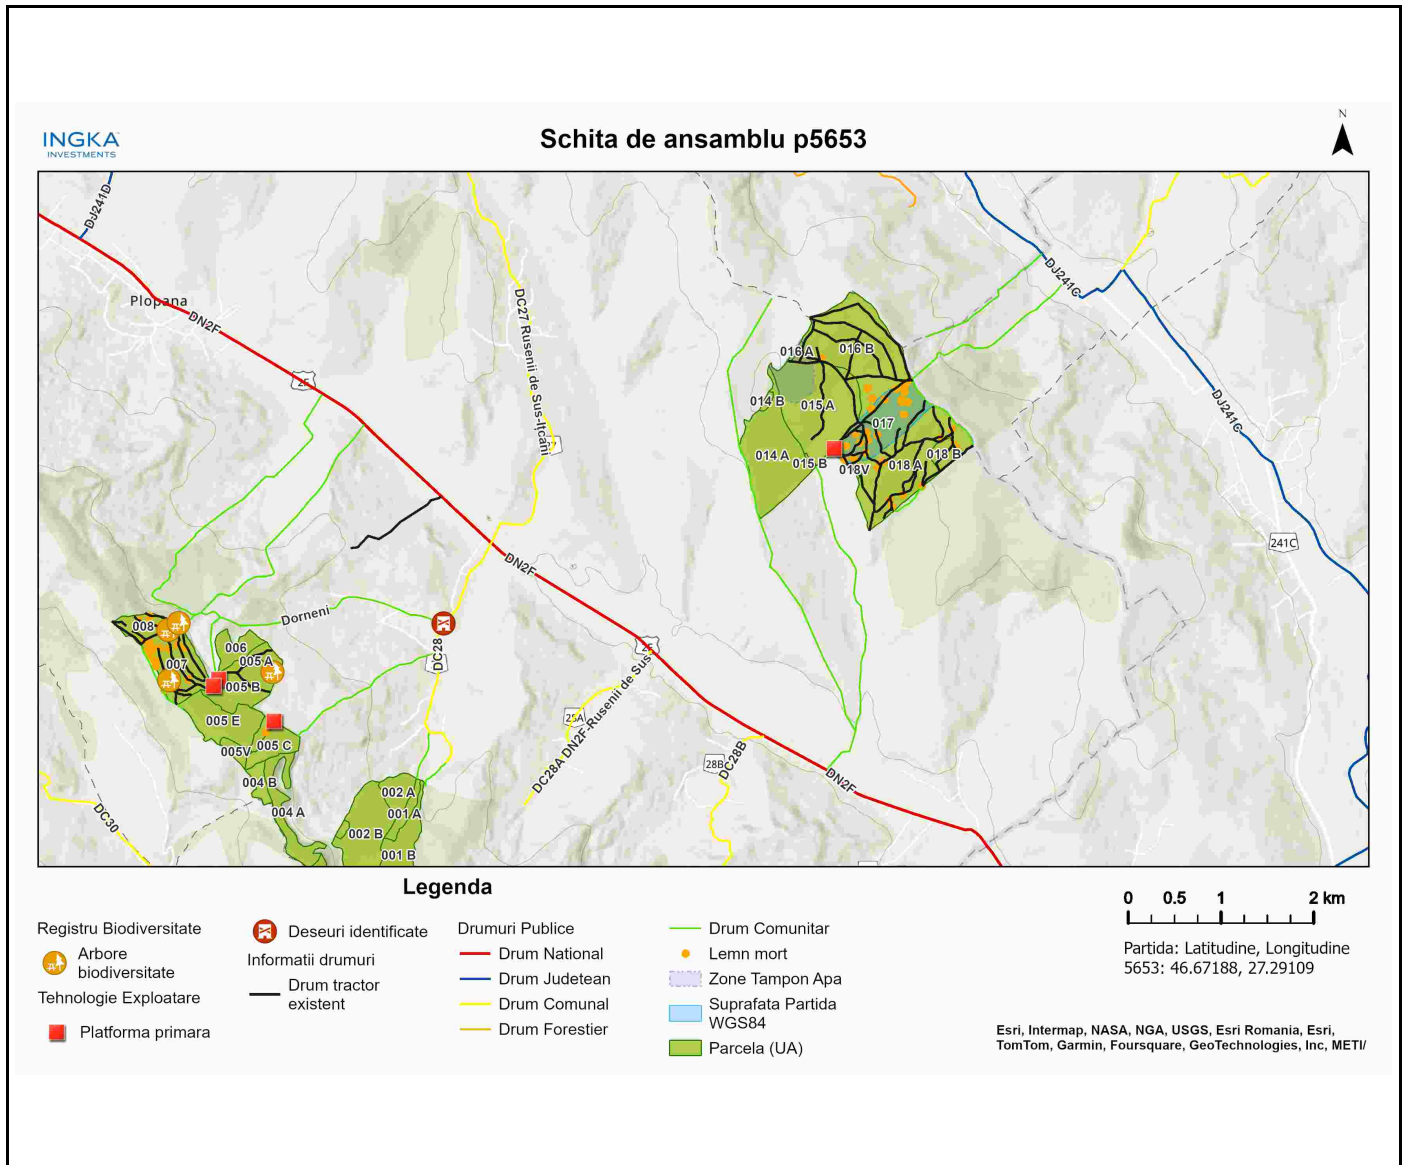 INGKA
INVESTMENTS
Schita de ansamblu p5653
N
DJ241D
Plopana
DN2F
2F
DC27 Rusenii de Sus-Itcani
DJ241C
DJ241C
241C
016 A
016 B
014 B
015 A
017
014 A
015 B
018V
018 A
018 B
DN2F
Dorneni
DC28
2F
008
006
005 A
007
005 B
005 E
005V
005 C
004 B
004 A
002 A
001 A
002 B
001 B
DC30
28A
DC28A DN2F-Rusenii de Sus
28B
DC28B
DN2F
Legenda
Registru Biodiversitate
Arbore
biodiversitate
Tehnologie Exploatare
Platforma primara
Deseuri identificate
Informatii drumuri
Drum tractor
existent
Drumuri Publice
Drum National
Drum Judetean
Drum Comunal
Drum Forestier
Drum Comunitar
Lemn mort
Zone Tampon Apa
Suprafata Partida
WGS84
Parcela (UA)
0 0.5 1 2 km
Partida: Latitudine, Longitudine
5653: 46.67188, 27.29109
Esri, Intermap, NASA, NGA, USGS, Esri Romania, Esri,
TomTom, Garmin, Foursquare, GeoTechnologies, Inc, METI/